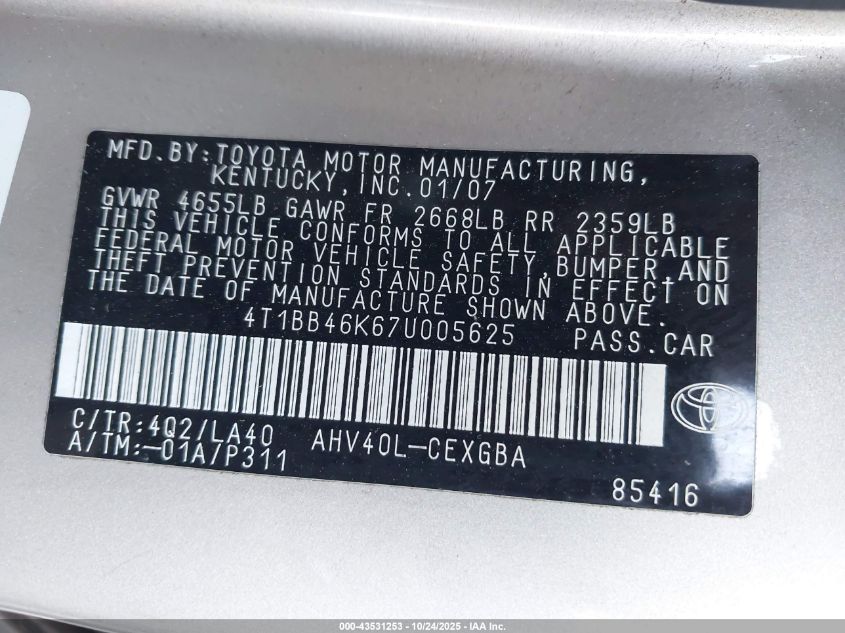 MFD.BY:TOYOTA MOTOR MANUFACTURING,
KENTUCKY,INC.01/07
GVWR 4655LB GAWR FR 2668LB RR 2359LB
THIS VEHICLE CONFORMS TO ALL APPLICABLE
FEDERAL MOTOR VEHICLE SAFETY,BUMPER,AND
THEFT PREVENTION STANDARDS IN EFFECT ON
THE DATE OF MANUFACTURE SHOWN ABOVE.
4T1BB46K67U005625 PASS.CAR
C/TR:4Q2/LA40 AHV40L-CEXGBA
A/TM:-01A/P311
85416
000-43531253 - 10/24/2025 - IAA Inc.